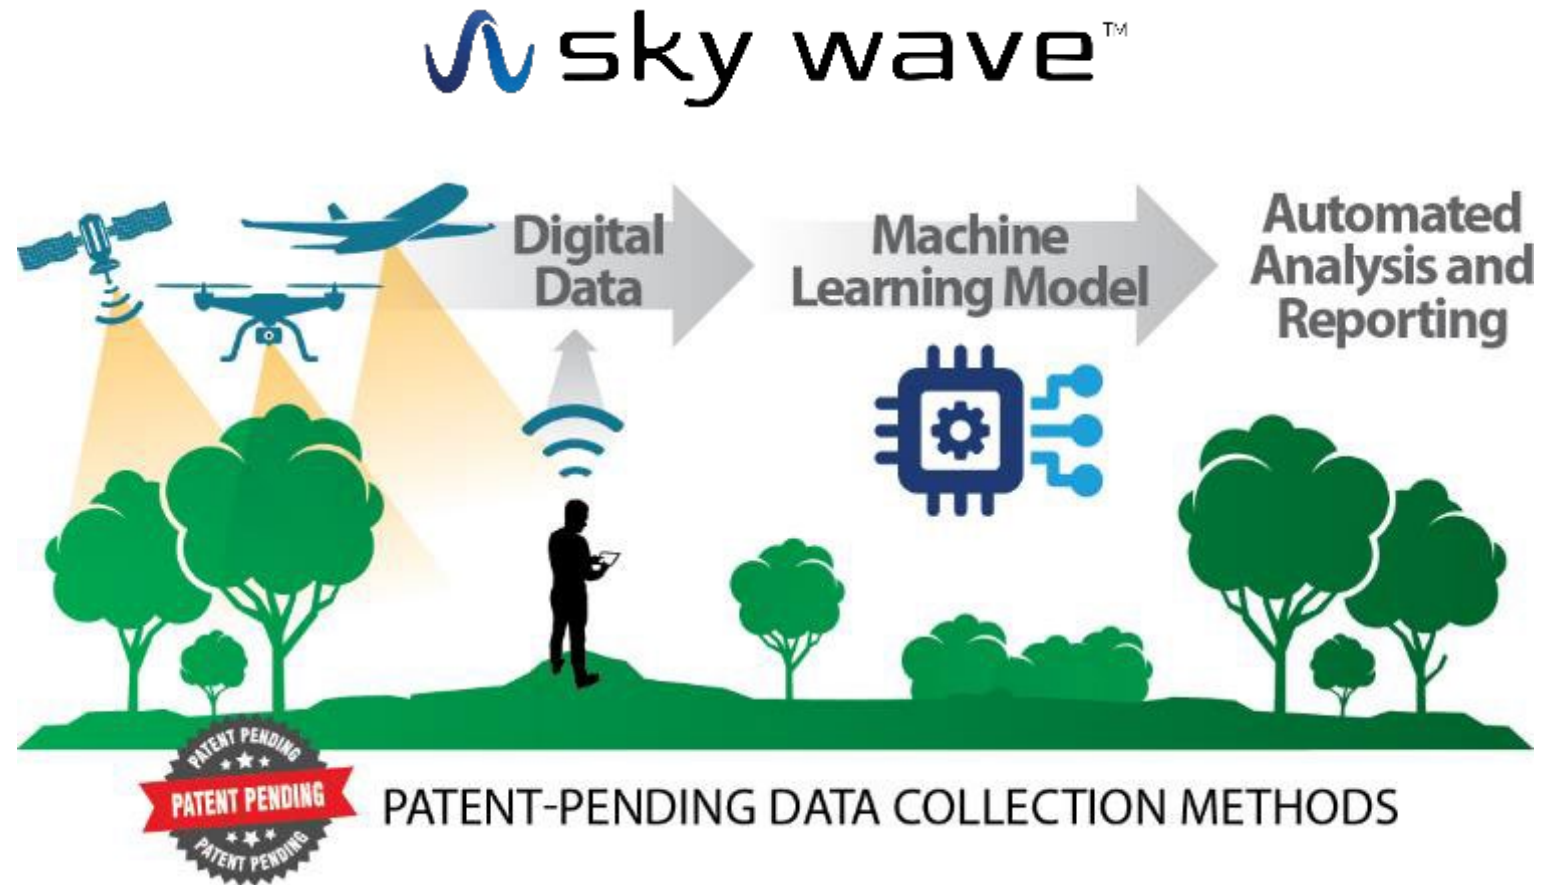 sky wave™
Digital
Data
Machine
Learning Model
Automated
Analysis and
Reporting
PATENT PENDING
PATENT PENDING
PATENT PENDING
PATENT-PENDING DATA COLLECTION METHODS